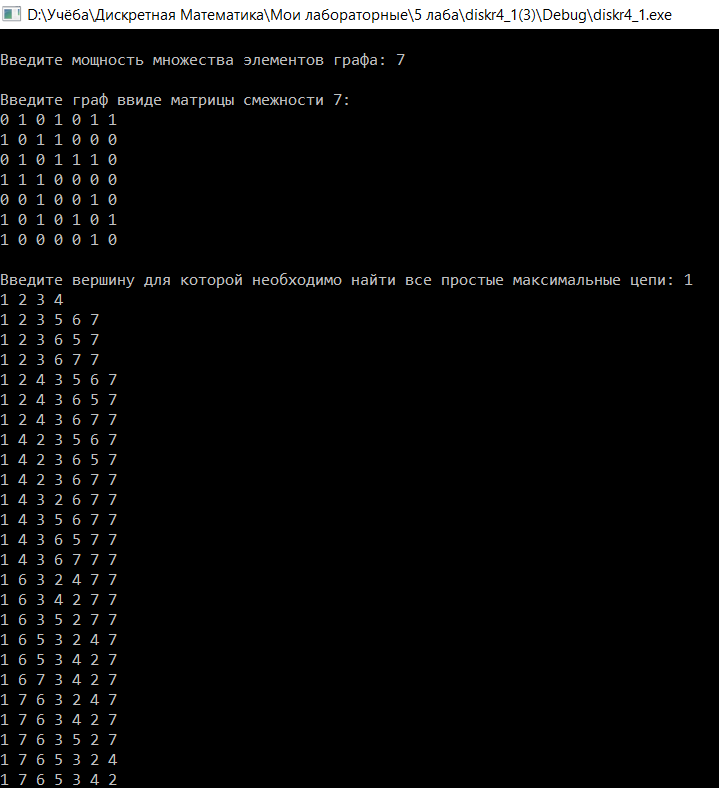 D:\Учёба\Дискретная Математика\Мои лабораторные\5 лаба\diskr4_1(3)\Debug\diskr4_1.exe
Введите мощность множества элементов графа: 7
Введите граф ввиде матрицы смежности 7:
0 1 0 1 0 1 1
1 0 1 1 0 0 0
0 1 0 1 1 1 0
1 1 1 0 0 0 0
0 0 1 0 0 1 0
1 0 1 0 1 0 1
1 0 0 0 0 1 0
Введите вершину для которой необходимо найти все простые максимальные цепи: 1
1 2 3 4
1 2 3 5 6 7
1 2 3 6 5 7
1 2 3 6 7 7
1 2 4 3 5 6 7
1 2 4 3 6 5 7
1 2 4 3 6 7 7
1 4 2 3 5 6 7
1 4 2 3 6 5 7
1 4 2 3 6 7 7
1 4 3 2 6 7 7
1 4 3 5 6 7 7
1 4 3 6 5 7 7
1 4 3 6 7 7 7
1 6 3 2 4 7 7
1 6 3 4 2 7 7
1 6 3 5 2 7 7
1 6 5 3 2 4 7
1 6 5 3 4 2 7
1 6 7 3 4 2 7
1 7 6 3 2 4 7
1 7 6 3 4 2 7
1 7 6 3 5 2 7
1 7 6 5 3 2 4
1 7 6 5 3 4 2